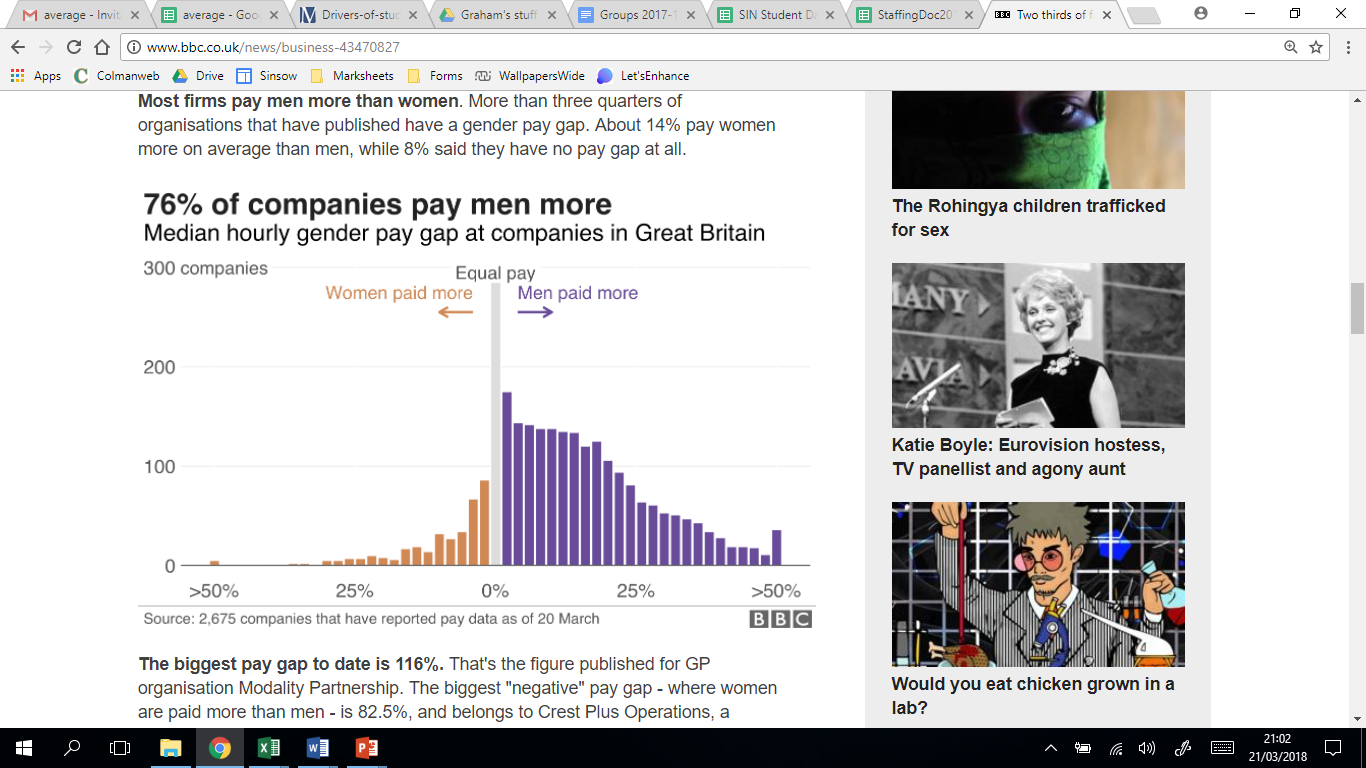 average - Invit
average - Goo
Drivers-of-stud
Graham's stuff
Groups 2017-1
SIN Student Da
StaffingDoc20
Two thirds of f
www.bbc.co.uk/news/business-43470827
Apps
Colmanweb
Drive
Sinsow
Marksheets
Forms
WallpapersWide
Let'sEnhance
Most firms pay men more than women. More than three quarters of
organisations that have published have a gender pay gap. About 14% pay women
more on average than men, while 8% said they have no pay gap at all.
76% of companies pay men more
Median hourly gender pay gap at companies in Great Britain
300 companies
Equal pay
Women paid more
Men paid more
200
100
0
>50%
25%
0%
25%
>50%
Source: 2,675 companies that have reported pay data as of 20 March
BBC
The biggest pay gap to date is 116%. That's the figure published for GP
organisation Modality Partnership. The biggest "negative" pay gap - where women
are paid more than men - is 82.5%, and belongs to Crest Plus Operations, a
The Rohingya children trafficked
for sex
MANY
AVIA
Katie Boyle: Eurovision hostess,
TV panellist and agony aunt
Would you eat chicken grown in a
lab?
21:02
21/03/2018